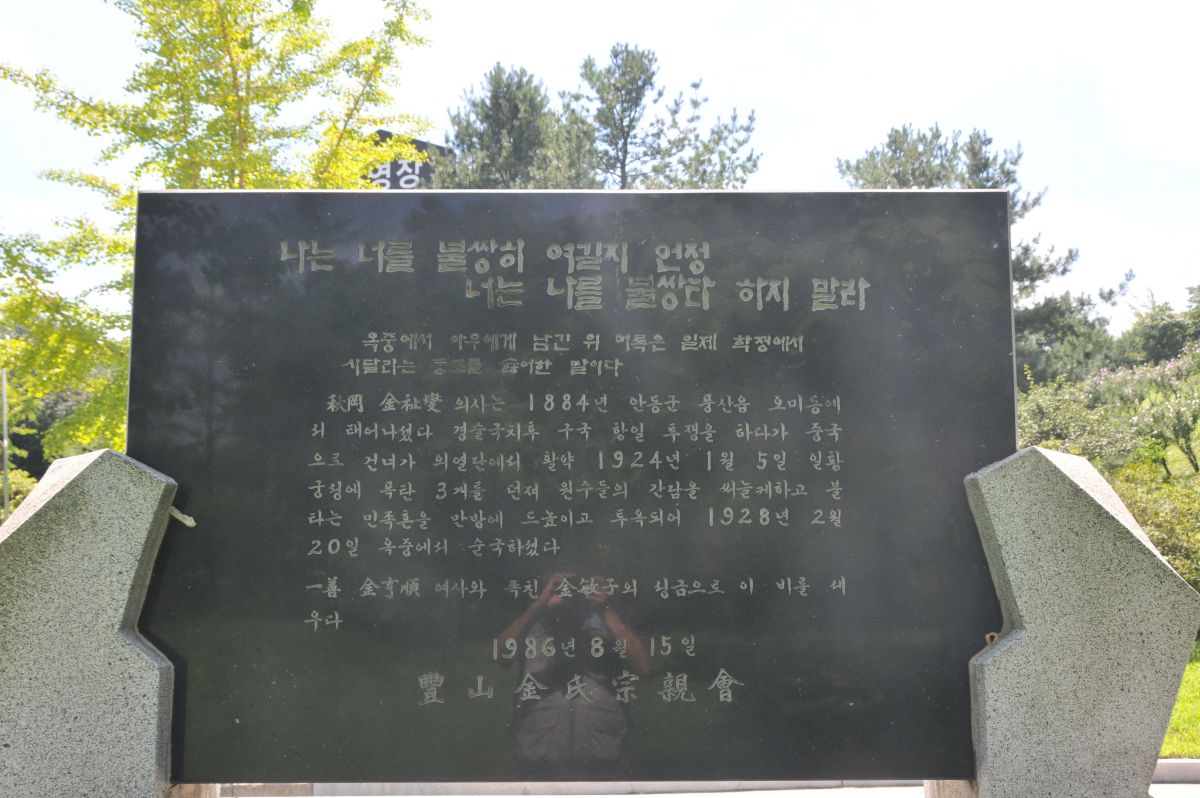 영장
나는 너를 불쌍히 여길지 언정
너는 나를 불쌍타 하지 말라
옥중에서 아우에게 남긴 위 어록은 일제 학정에서
시달리는 동포를 뜻한 말이다
秋岡 金祉燮 의사는 1884년 안동군 풍산읍 오미동에
서 태어나셨다 경술국치후 구국 항일 투쟁을 하다가 중국
으로 건너가 의열단에서 활약 1924년 1월 5일 일황
궁성에 폭탄 3개를 던져 원수들의 간담을 써늘케하고 불
타는 민족혼을 만방에 드높이고 투옥되어 1928년 2월
20일 옥중에서 순국하셨다
一善 金亨順 여사와 족친 金敏子의 성금으로 이 비를 세
우다
1986년 8월 15일
豐山金氏宗親會